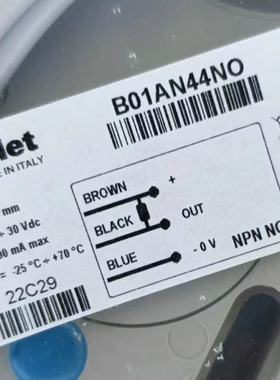 B01AN44NO
let
E IN ITALY
mm
÷ 30 Vdc
00 mA max
= -25°C ÷ +70°C
22C29
BROWN +
BLACK OUT
BLUE - 0V
NPN NO